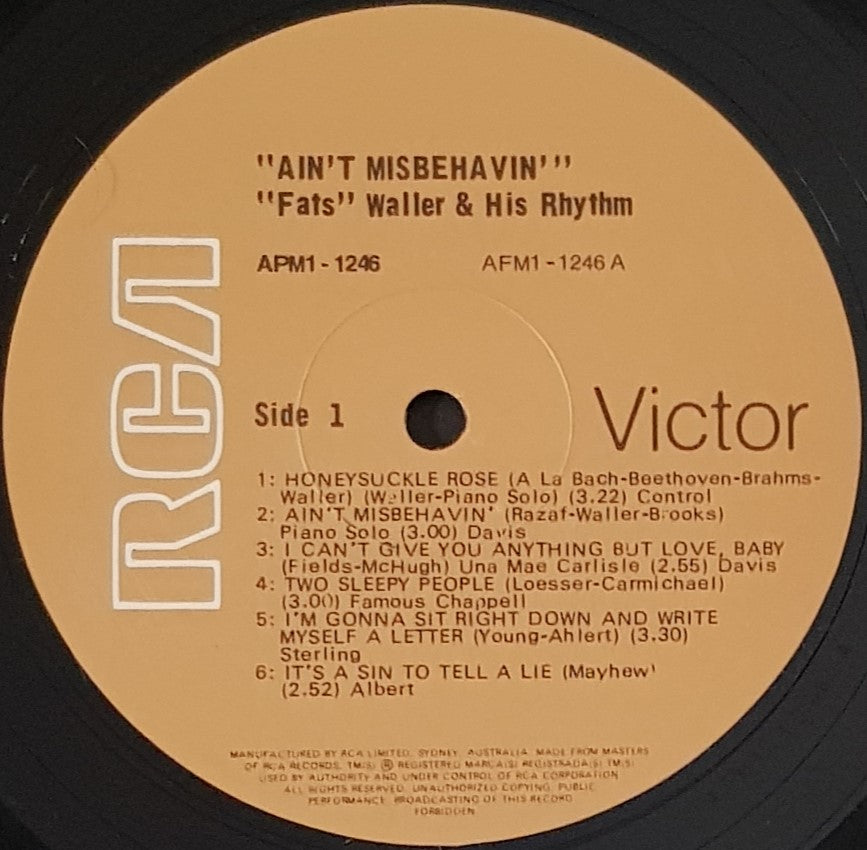 "AIN'T MISBEHAVIN'"
"Fats" Waller & His Rhythm
APM1 - 1246 AFM1 - 1246 A
RCA
Side 1
Victor
1: HONEYSUCKLE ROSE (A La Bach-Beethoven-Brahms-
Waller) (Waller-Piano Solo) (3.22) Control
2: AIN'T MISBEHAVIN' (Razaf-Waller-Brooks)
Piano Solo (3.00) Davis
3: I CAN'T GIVE YOU ANYTHING BUT LOVE, BABY
(Fields-McHugh) Una Mae Carlisle (2.55) Davis
4: TWO SLEEPY PEOPLE (Loesser-Carmichael)
(3.00) Famous Chappell
5: I'M GONNA SIT RIGHT DOWN AND WRITE
MYSELF A LETTER (Young-Ahlert) (3.30)
Sterling
6: IT'S A SIN TO TELL A LIE (Mayhew)
(2.52) Albert
MANUFACTURED BY RCA LIMITED, SYDNEY, AUSTRALIA. MADE FROM MASTERS
OF RCA RECORDS. TM(S) ® REGISTERED MARCA(S) REGISTRADA(S) TM(S)
USED BY AUTHORITY AND UNDER CONTROL OF RCA CORPORATION
ALL RIGHTS RESERVED. UNAUTHORIZED COPYING, PUBLIC
PERFORMANCE, BROADCASTING OF THIS RECORD
FORBIDDEN